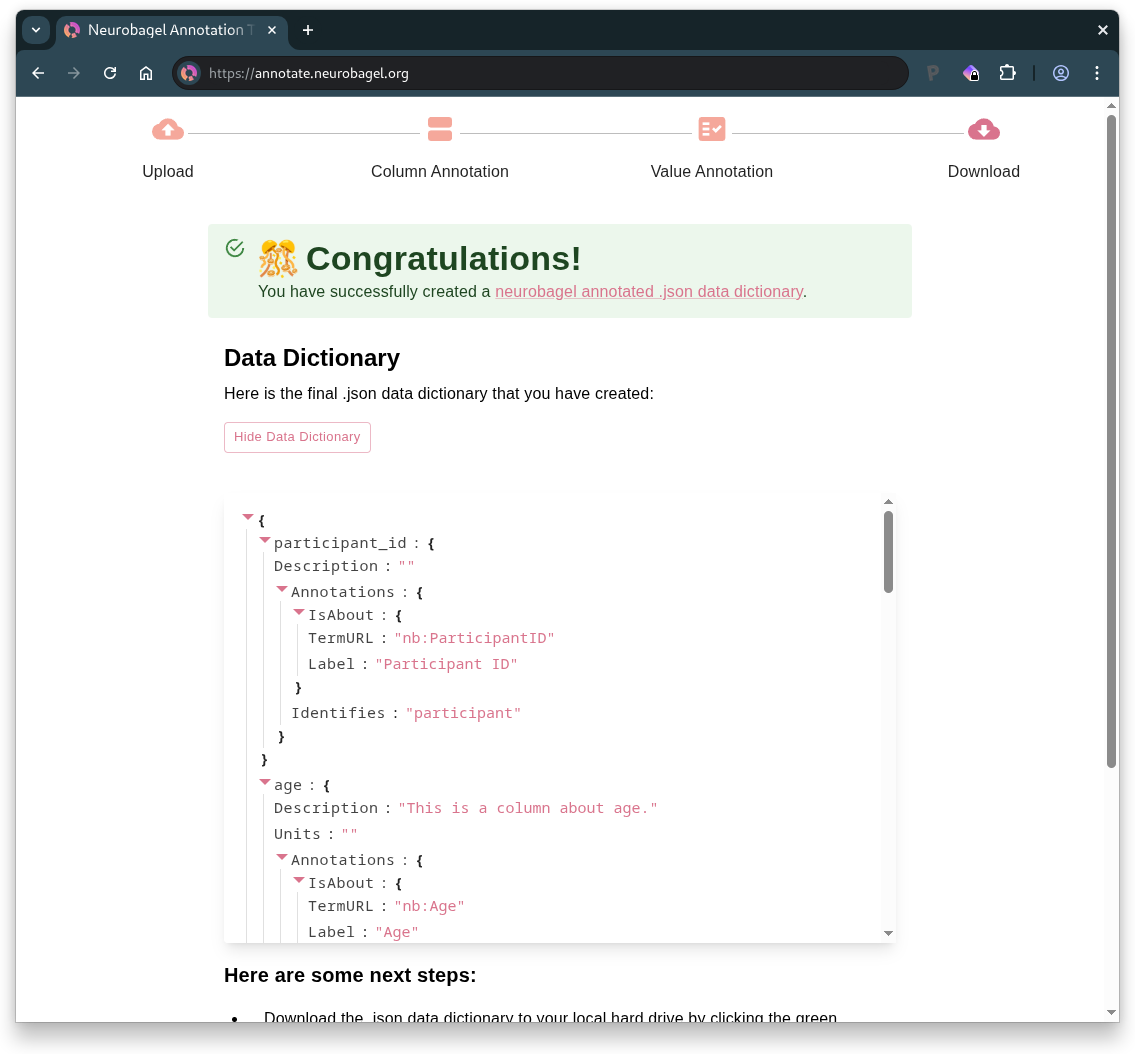 Neurobagel Annotation T
https://annotate.neurobagel.org
Upload
Column Annotation
Value Annotation
Download
🎊 Congratulations!
You have successfully created a neurobagel annotated .json data dictionary.
Data Dictionary
Here is the final .json data dictionary that you have created:
Hide Data Dictionary
{
participant_id : {
Description : ""
Annotations : {
IsAbout : {
TermURL : "nb:ParticipantID"
Label : "Participant ID"
}
Identifies : "participant"
}
}
age : {
Description : "This is a column about age."
Units : ""
Annotations : {
IsAbout : {
TermURL : "nb:Age"
Label : "Age"
Here are some next steps:
• Download the .json data dictionary to your local hard drive by clicking the green